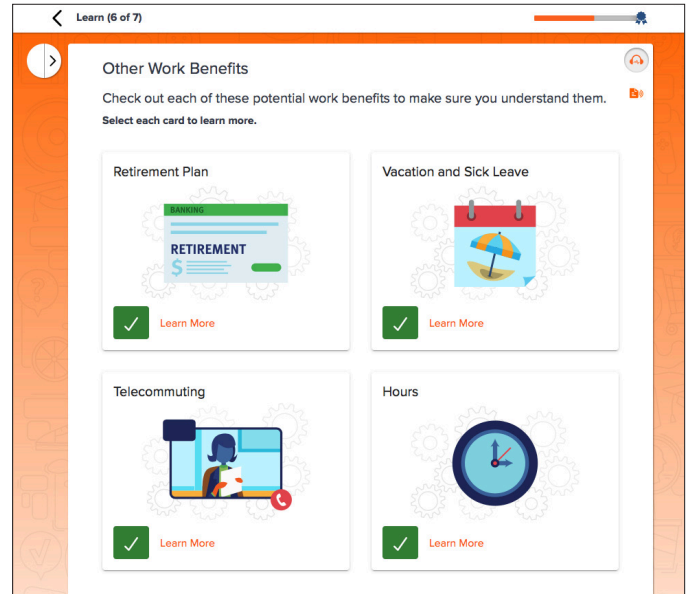 Learn (6 of 7)
Other Work Benefits
Check out each of these potential work benefits to make sure you understand them.
Select each card to learn more.
Retirement Plan
BANKING
RETIREMENT
$
Learn More
Vacation and Sick Leave
Learn More
Telecommuting
Learn More
Hours
Learn More